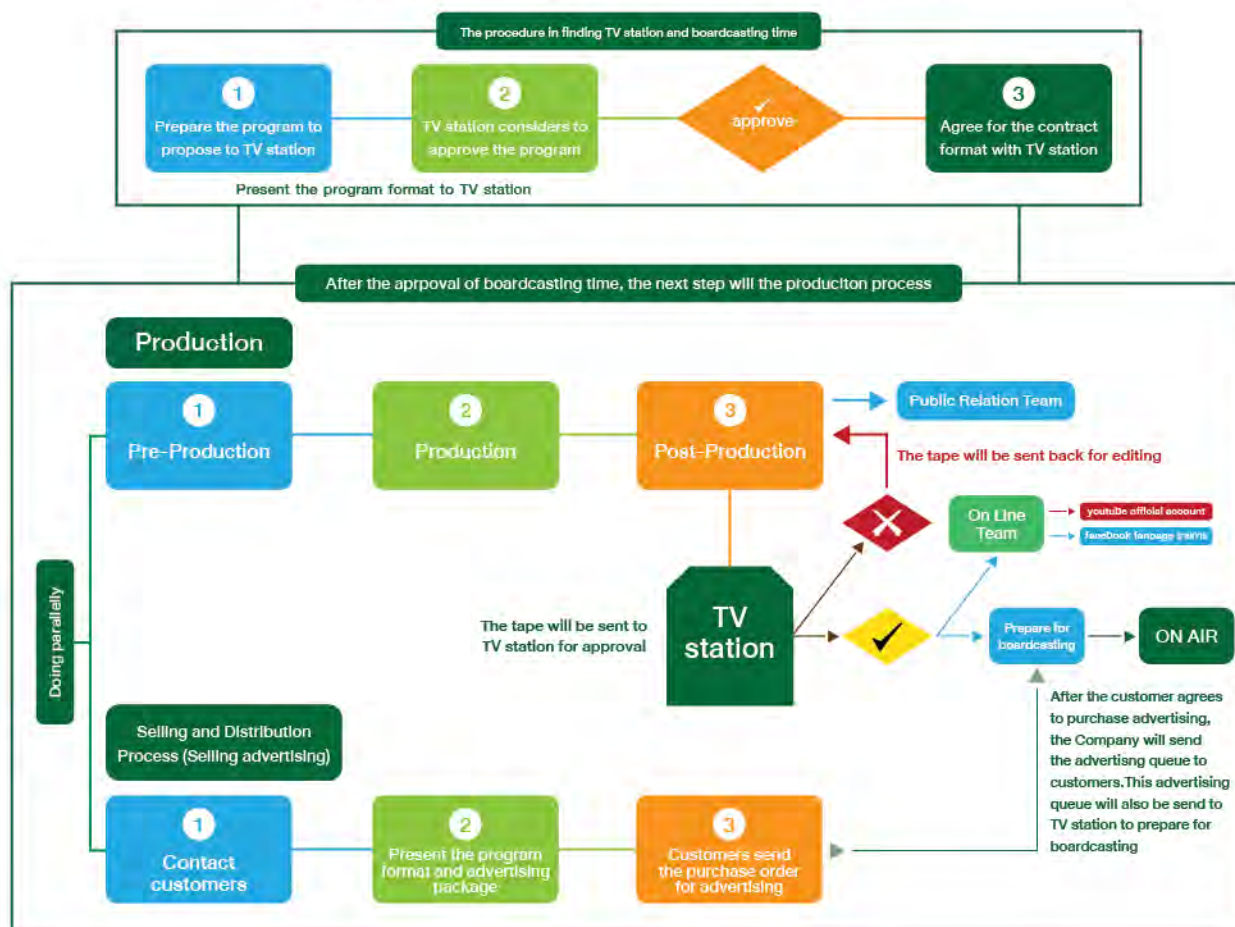 The procedure in finding TV station and boardcasting time
1
Prepare the program to
propose to TV station
2
TV station considers to
approve the program
approve
3
Agree for the contract
format with TV station
Present the program format to TV station
After the aprpoval of boardcasting time, the next step will the produciton process
Production
1
Pre-Production
2
Production
3
Post-Production
Public Relation Team
The tape will be sent back for editing
On Line
Team
youtube official account
facebook fanpage
Doing parallelly
The tape will be sent to
TV station for approval
TV
station
Prepare for
boardcasting
ON AIR
Selling and Distribution
Process (Selling advertising)
After the customer agrees
to purchase advertising,
the Company will send
the advertisng queue to
customers.This advertising
queue will also be send to
TV station to prepare for
boardcasting
1
Contact
customers
2
Present the program
format and advertising
package
3
Customers send
the purchase order
for advertising